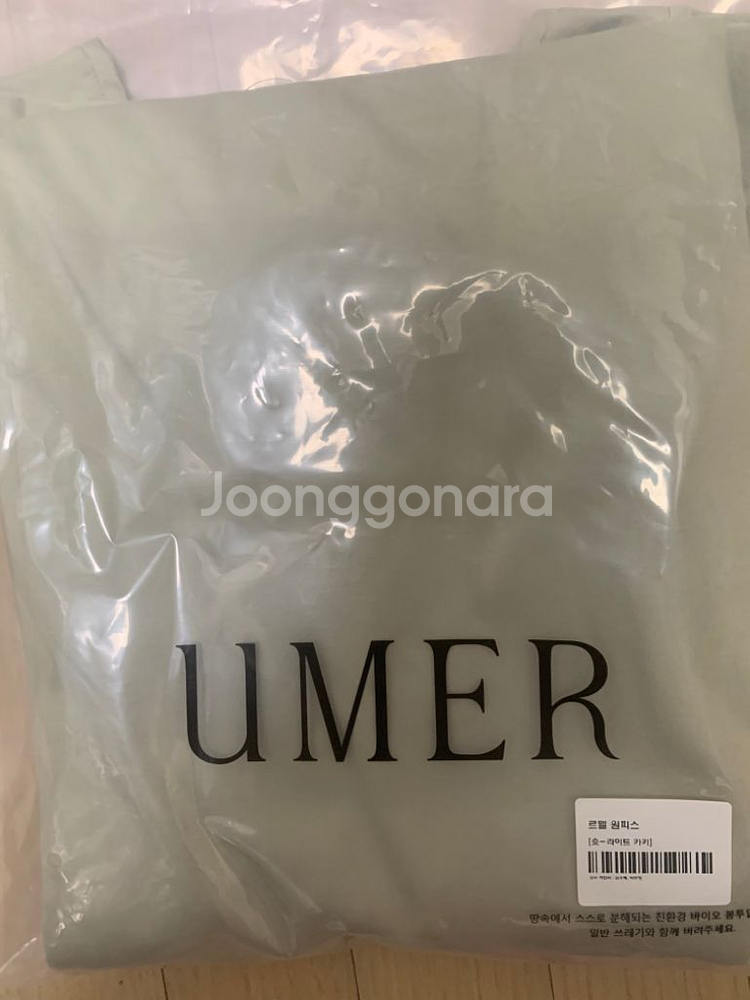 Joonggonara
UMER
르멜 원피스
[숏-라이트 카키]
땅속에서 스스로 분해되는 친환경 바이오 봉투
일반 쓰레기와 함께 버려주세요.